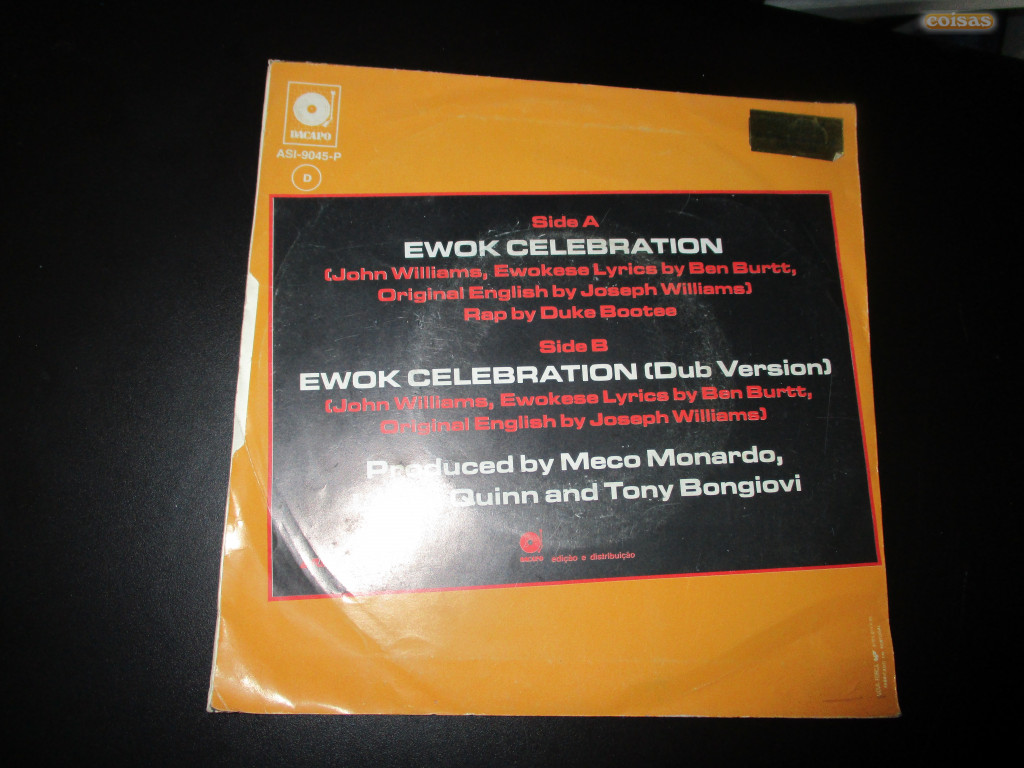 coisas
DACAPO
ASI-9045-P
D
Side A
EWOK CELEBRATION
(John Williams, Ewokese Lyrics by Ben Burtt,
Original English by Joseph Williams)
Rap by Duke Bootee
Side B
EWOK CELEBRATION (Dub Version)
(John Williams, Ewokese Lyrics by Ben Burtt,
Original English by Joseph Williams)
Produced by Meco Monardo,
Quinn and Tony Bongiovi
DACAPO edição e distribuição